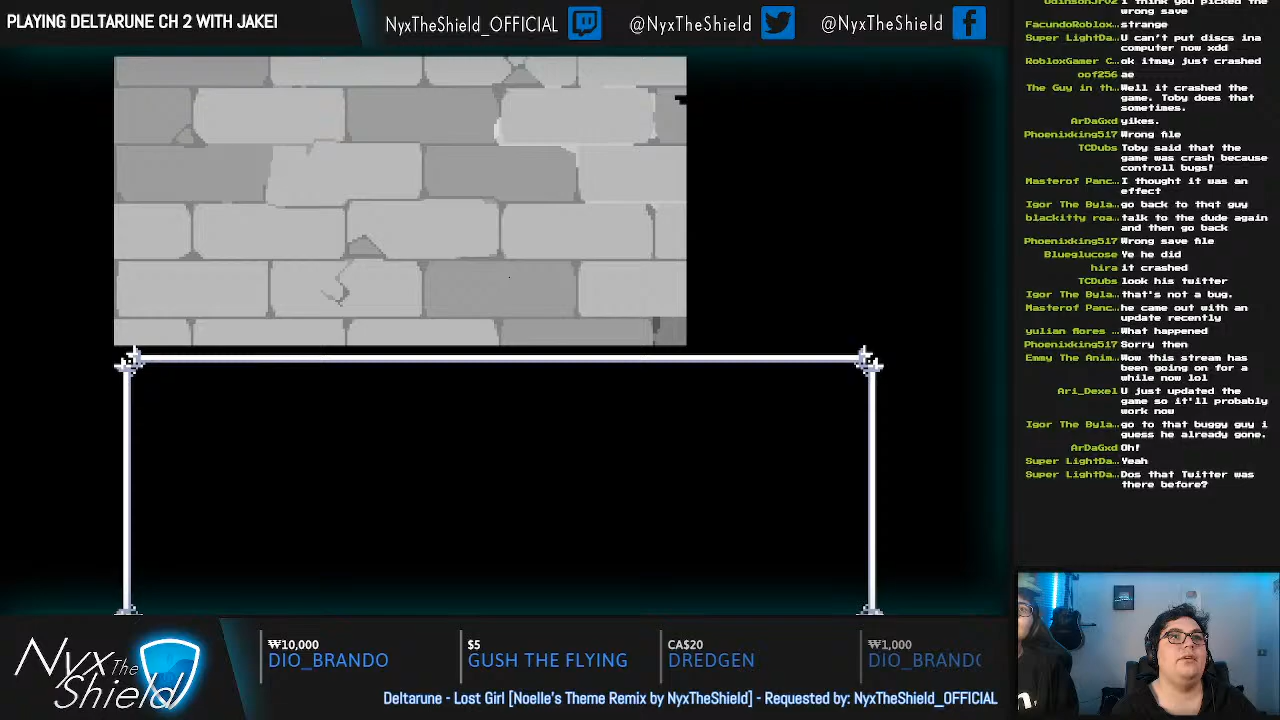 PLAYING DELTARUNE CH 2 WITH JAKEI
NyxTheShield_OFFICIAL
@NyxTheShield
@NyxTheShield
wrong save
FacundoRoblox… strange
Super LightDa… U can't put discs ina
computer now xdd
RobloxGamer C… ok itmay just crashed
oof256 ae
The Guy in th… Well it crashed the
game. Toby does that
sometimes.
ArDaGxd yikes.
Phoenixking517 Wrong file
TCDubs Toby said that the
game was crash because
controll bugs!
Masterof Panc… I thought it was an
effect
Igor The Byla… go back to thqt guy
blackitty roa… talk to the dude again
and then go back
Phoenixking517 Wrong save file
Blueglucose Ye he did
hira it crashed
TCDubs look his twitter
Igor The Byla… that's not a bug.
Masterof Panc… he came out with an
update recently
yulian flores … What happened
Phoenixking517 Sorry then
Emmy The Anim… Wow this stream has
been going on for a
while now lol
Ari_Dexel U just updated the
game so it'll probably
work now
Igor The Byla… go to that buggy guy i
guess he already gone.
ArDaGxd Oh!
Super LightDa… Yeah
Super LightDa… Dos that Twitter was
there before?
Nyx The Shield
₩10,000
DIO_BRANDO
$5
GUSH THE FLYING
CA$20
DREDGEN
₩1,000
DIO_BRAND
Deltarune - Lost Girl [Noelle's Theme Remix by NyxTheShield] - Requested by: NyxTheShield_OFFICIAL